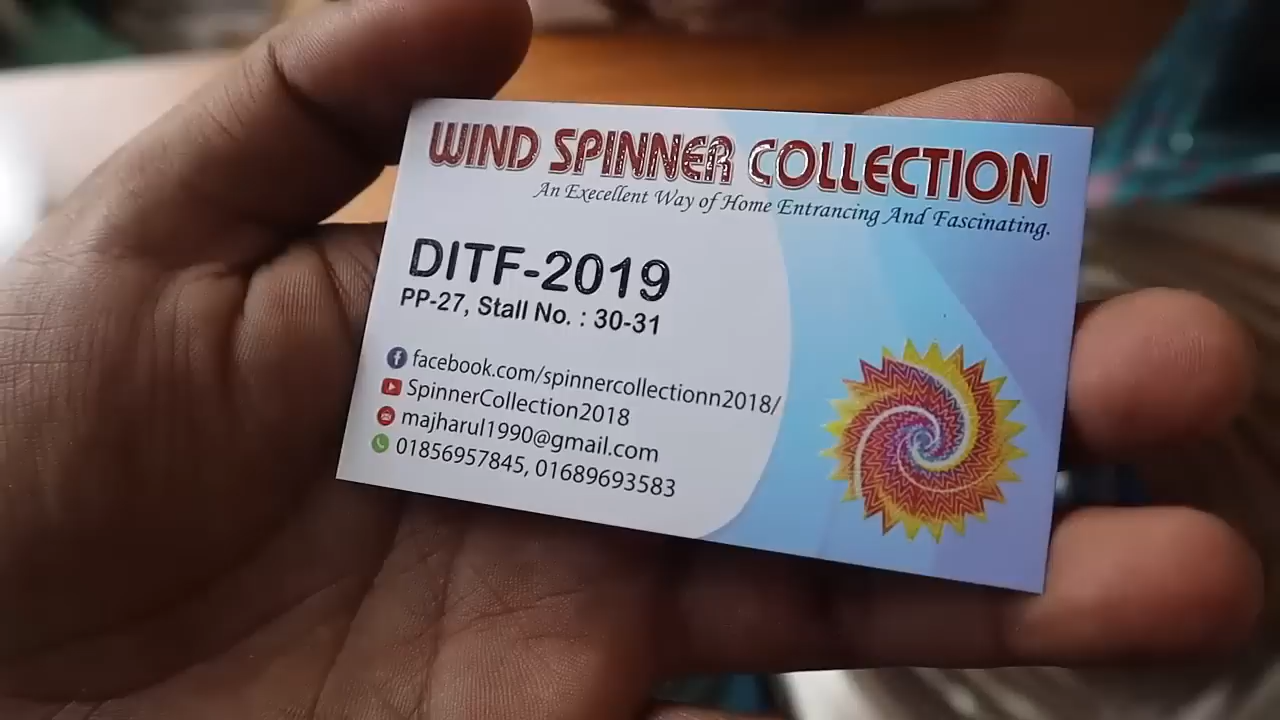 WIND SPINNER COLLECTION
An Execellent Way of Home Entrancing And Fascinating.
DITF-2019
PP-27, Stall No. : 30-31
facebook.com/spinnercollectionn2018/
SpinnerCollection2018
majharul1990@gmail.com
01856957845, 01689693583